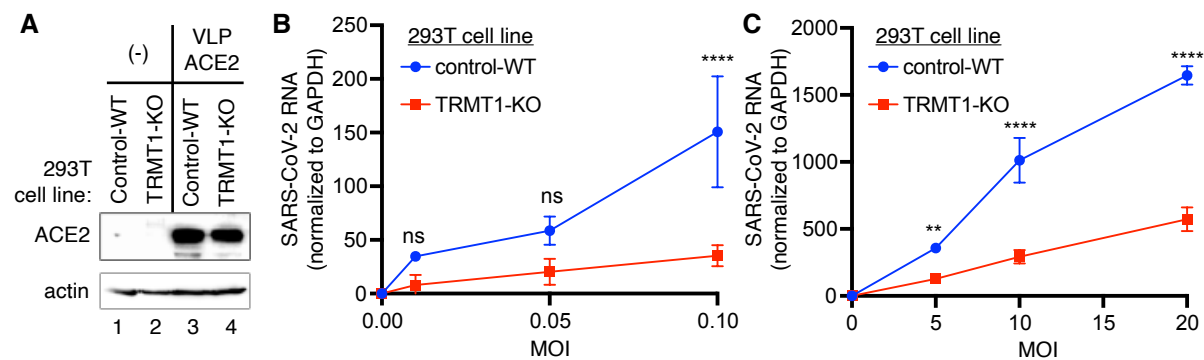 A
(-)
VLP
ACE2
293T
cell line:
Control-WT
TRMT1-KO
Control-WT
TRMT1-KO
ACE2
actin
1 2 3 4
B
293T cell line
control-WT
TRMT1-KO
SARS-CoV-2 RNA
(normalized to GAPDH)
250
200
150
100
50
0
ns
ns
****
0.00 0.05 0.10
MOI
C
293T cell line
control-WT
TRMT1-KO
SARS-CoV-2 RNA
(normalized to GAPDH)
2000
1500
1000
500
0
**
****
****
0 5 10 15 20
MOI